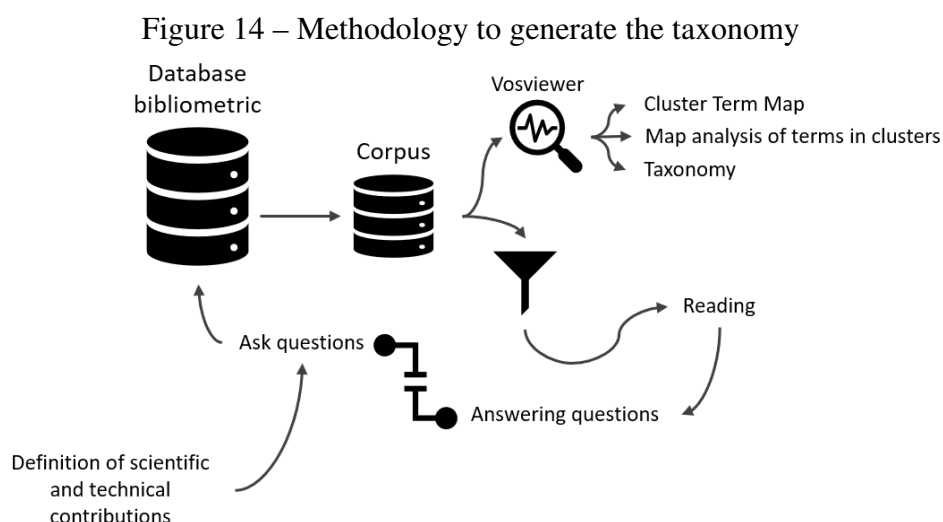 Figure 14 – Methodology to generate the taxonomy
Database
bibliometric
Vosviewer
Cluster Term Map
Map analysis of terms in clusters
Taxonomy
Corpus
Reading
Ask questions
Answering questions
Definition of scientific
and technical
contributions